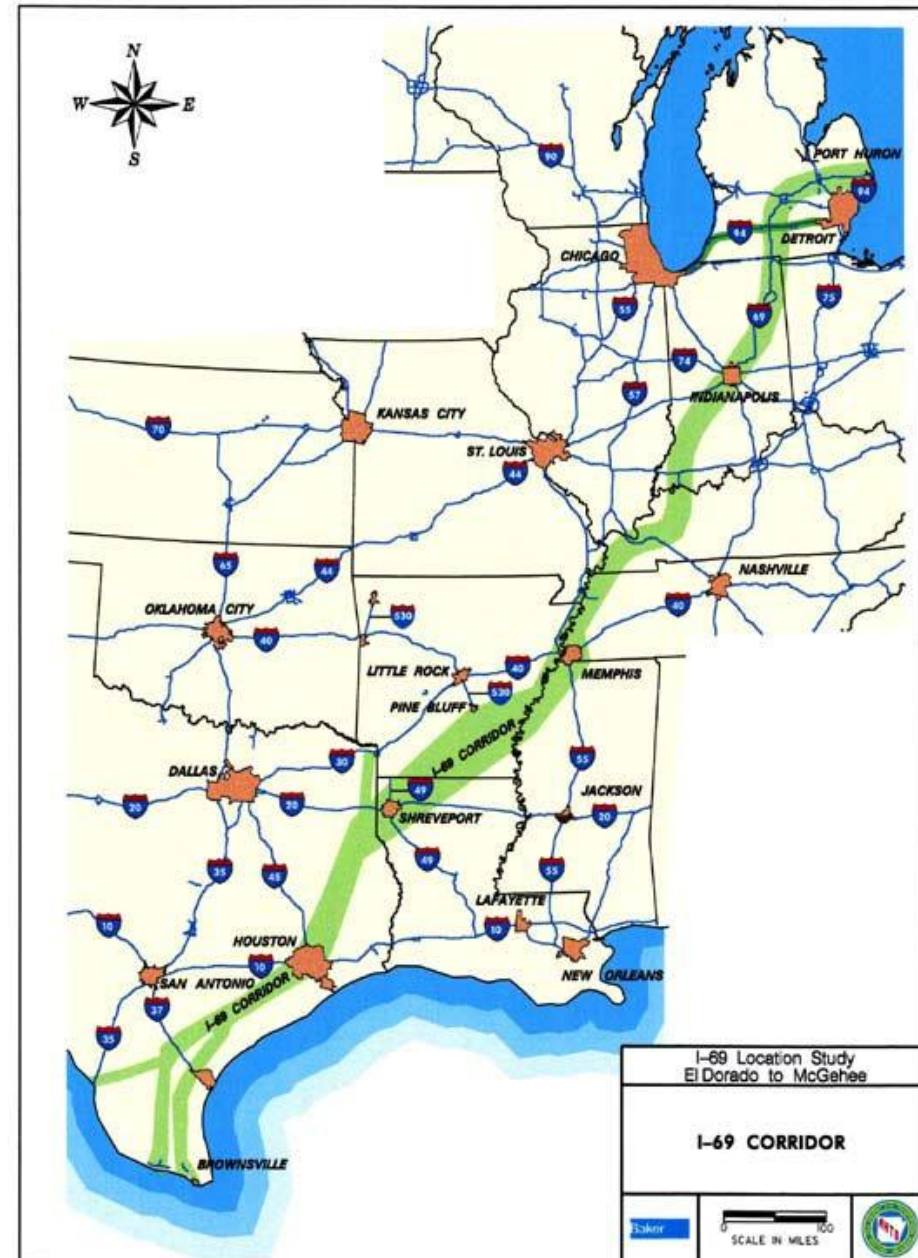 N
W E
S
90
PORT HURON
94
94
DETROIT
CHICAGO
55
69
75
74
INDIANAPOLIS
57
KANSAS CITY
70
ST. LOUIS
44
65
44
NASHVILLE
OKLAHOMA CITY
530
40
40
LITTLE ROCK
40
MEMPHIS
PINE BLUFF
530
I-69 CORRIDOR
30
55
DALLAS
49
JACKSON
20
20
SHREVEPORT
20
35
45
49
55
LAFAYETTE
10
HOUSTON
10
10
SAN ANTONIO
NEW ORLEANS
I-69 CORRIDOR
37
35
BROWNSVILLE
I-69 Location Study
El Dorado to McGehee
I-69 CORRIDOR
Baker
0 100
SCALE IN MILES